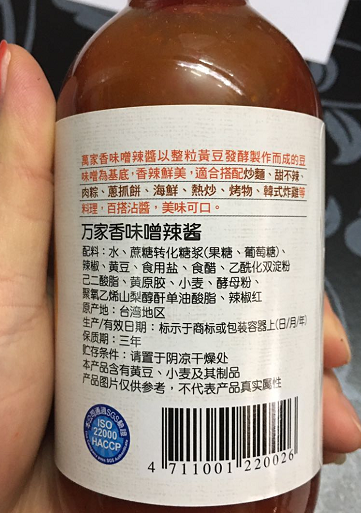 萬家香味噌辣醬以整粒黃豆發酵製作而成的豆
味噌為基底，香辣鮮美，適合搭配炒麵、甜不辣、
肉粽、蔥抓餅、海鮮、熱炒、烤物、韓式炸雞等
料理，百搭沾醬，美味可口。
万家香味噌辣酱
配料：水、蔗糖转化糖浆(果糖、葡萄糖)、
辣椒、黄豆、食用盐、食醋、乙酰化双淀粉
己二酸脂、黄原胶、小麦、酵母粉、
聚氧乙烯山梨醇酐单油酸脂、辣椒红
原产地：台湾地区
生产/有效日期：标示于商标或包装容器上(日/月/年)
保质期：三年
贮存条件：请置于阴凉干燥处
本产品含有黄豆、小麦及其制品
产品图片仅供参考，不代表产品真实属性
ISO
22000
HACCP
4 711001 220026